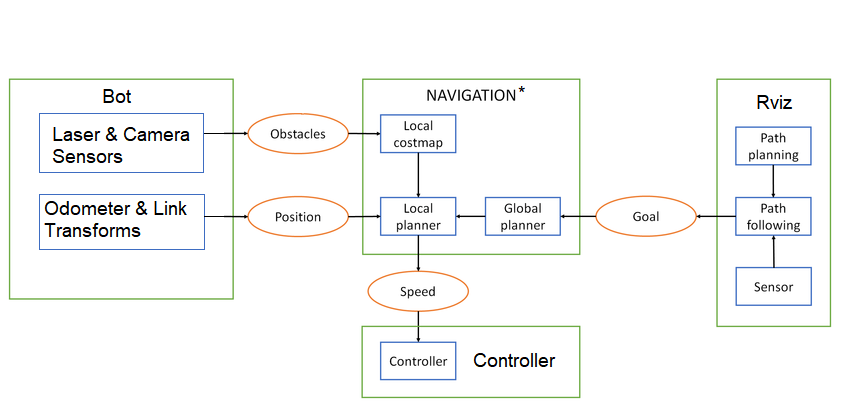 Bot
Laser & Camera
Sensors
Odometer & Link
Transforms
Obstacles
Position
NAVIGATION*
Local
costmap
Local
planner
Global
planner
Speed
Controller
Controller
Goal
Rviz
Path
planning
Path
following
Sensor